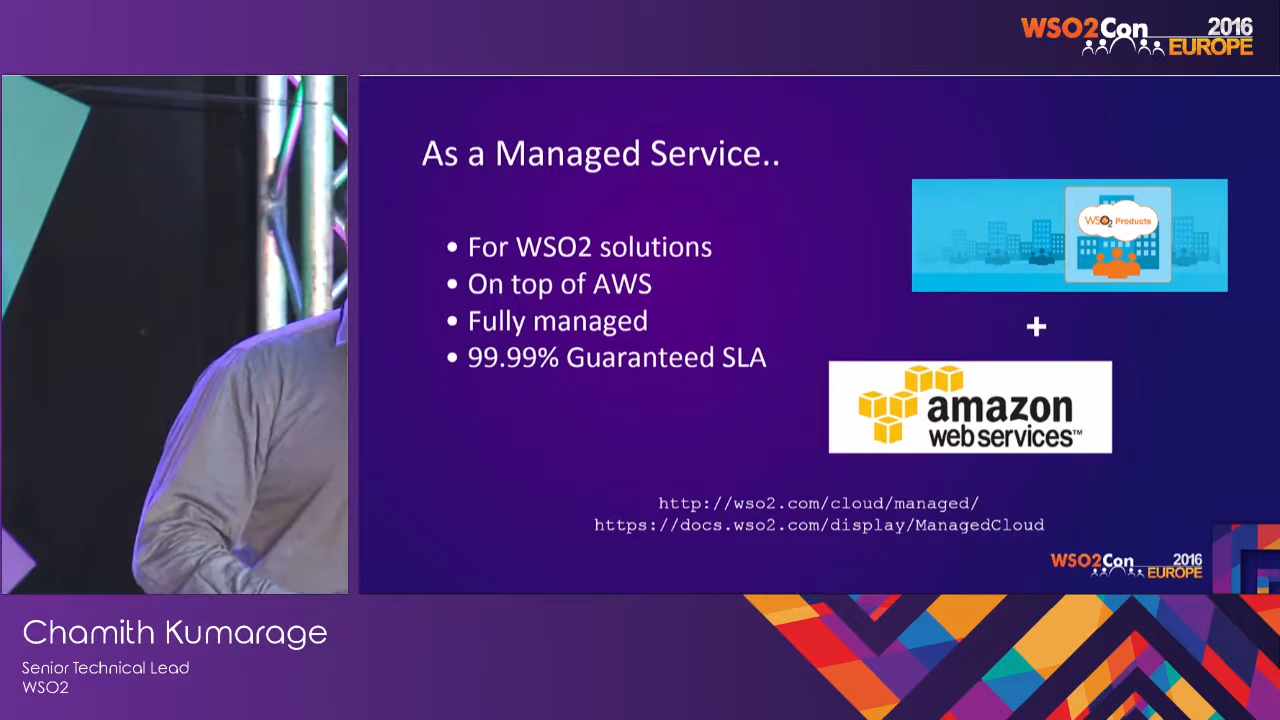 WSO2Con 2016
EUROPE
As a Managed Service..
• For WSO2 solutions
• On top of AWS
• Fully managed
• 99.99% Guaranteed SLA
WSO2 Products
+
amazon
web services™
http://wso2.com/cloud/managed/
https://docs.wso2.com/display/ManagedCloud
WSO2Con 2016
EUROPE
Chamith Kumarage
Senior Technical Lead
WSO2